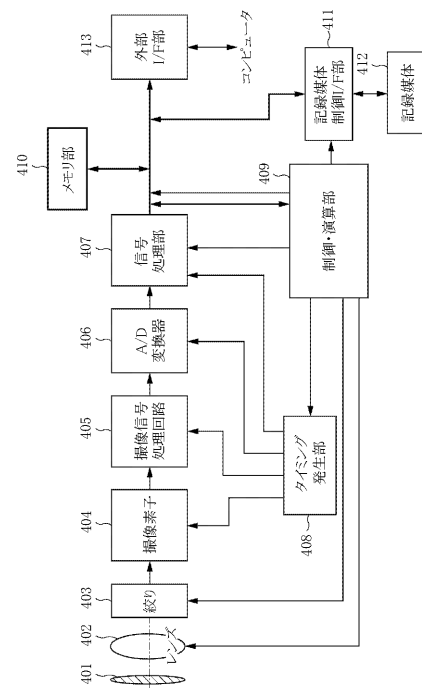 401
402
レンズ
403
絞り
404
撮像素子
405
撮像信号
処理回路
406
A/D
変換器
407
信号
処理部
408
タイミング
発生部
409
制御・演算部
410
メモリ部
411
記録媒体
制御I/F部
412
記録媒体
413
外部
I/F部
コンピュータ